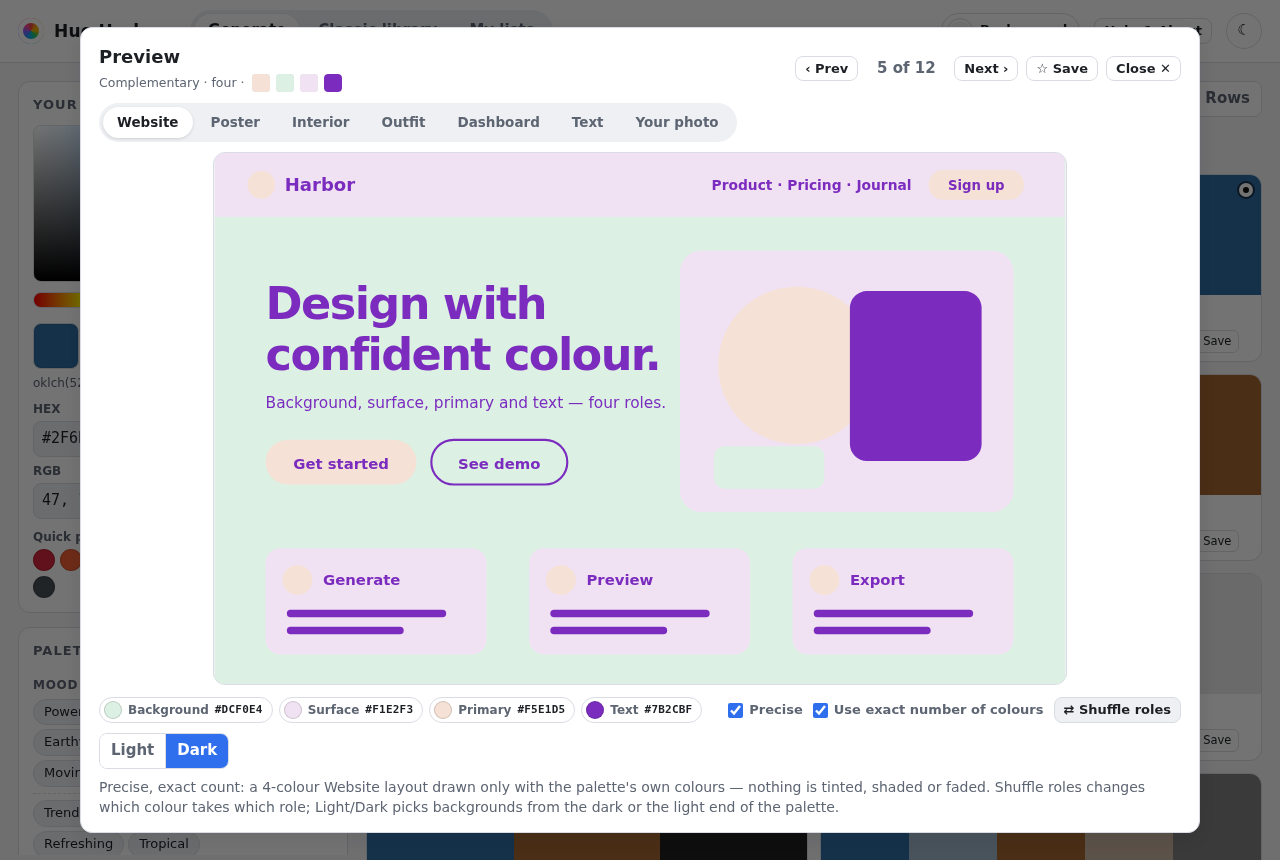 Preview
Complementary · four ·
‹ Prev 5 of 12 Next › ☆ Save Close ✕
Website Poster Interior Outfit Dashboard Text Your photo
Harbor Product · Pricing · Journal Sign up
Design with
confident colour.
Background, surface, primary and text — four roles.
Get started See demo
Generate Preview Export
Background #DCF0E4 Surface #F1E2F3 Primary #F5E1D5 Text #7B2CBF Precise Use exact number of colours ⇄ Shuffle roles
Light Dark
Precise, exact count: a 4-colour Website layout drawn only with the palette's own colours — nothing is tinted, shaded or faded. Shuffle roles changes
which colour takes which role; Light/Dark picks backgrounds from the dark or the light end of the palette.
YOUR
HEX
RGB
47,
MOOD
Refreshing Tropical
Rows
Save
Save
Save